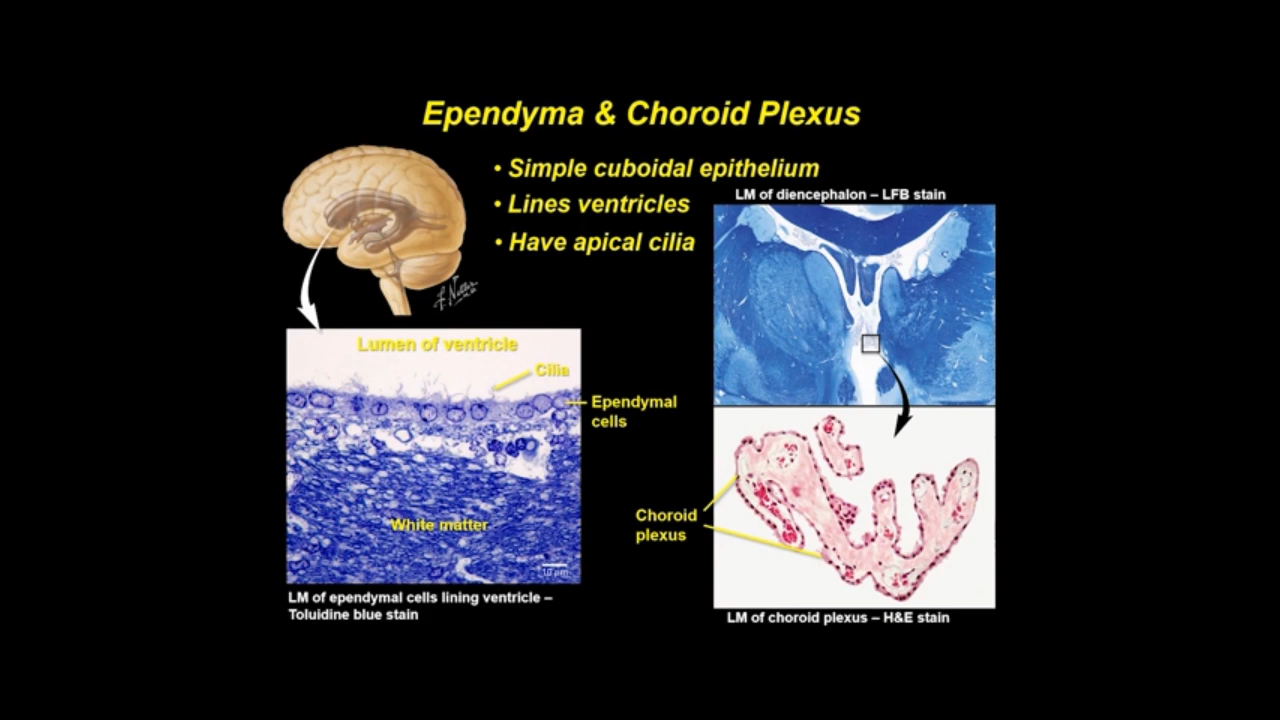 Ependyma & Choroid Plexus
• Simple cuboidal epithelium
• Lines ventricles
• Have apical cilia
LM of diencephalon – LFB stain
Lumen of ventricle
Cilia
Ependymal
cells
White matter
10 µm
LM of ependymal cells lining ventricle –
Toluidine blue stain
Choroid
plexus
LM of choroid plexus – H&E stain